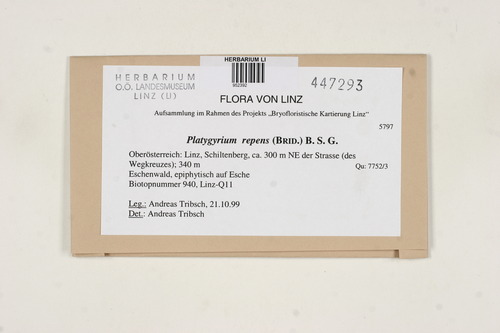 HERBARIUM LI
952392
HERBARIUM
O.Ö. LANDESMUSEUM
LINZ (U)
447293
FLORA VON LINZ
Aufsammlung im Rahmen des Projekts „Bryofloristische Kartierung Linz"
5797
Platygyrium repens (BRID.) B. S. G.
Oberösterreich: Linz, Schiltenberg, ca. 300 m NE der Strasse (des
Wegkreuzes); 340 m
Qu: 7752/3
Eschenwald, epiphytisch auf Esche
Biotopnummer 940, Linz-Q11
Leg.: Andreas Tribsch, 21.10.99
Det.: Andreas Tribsch